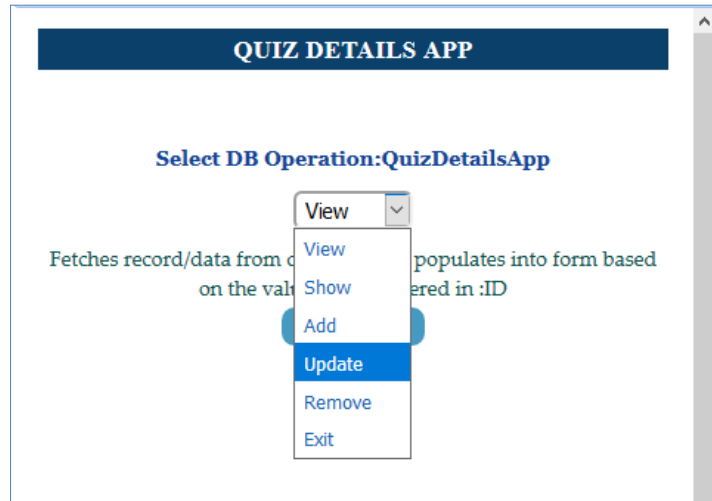 QUIZ DETAILS APP
Select DB Operation:QuizDetailsApp
View
View
Show
Add
Update
Remove
Exit
Fetches record/data from populates into form based
on the ered in :ID